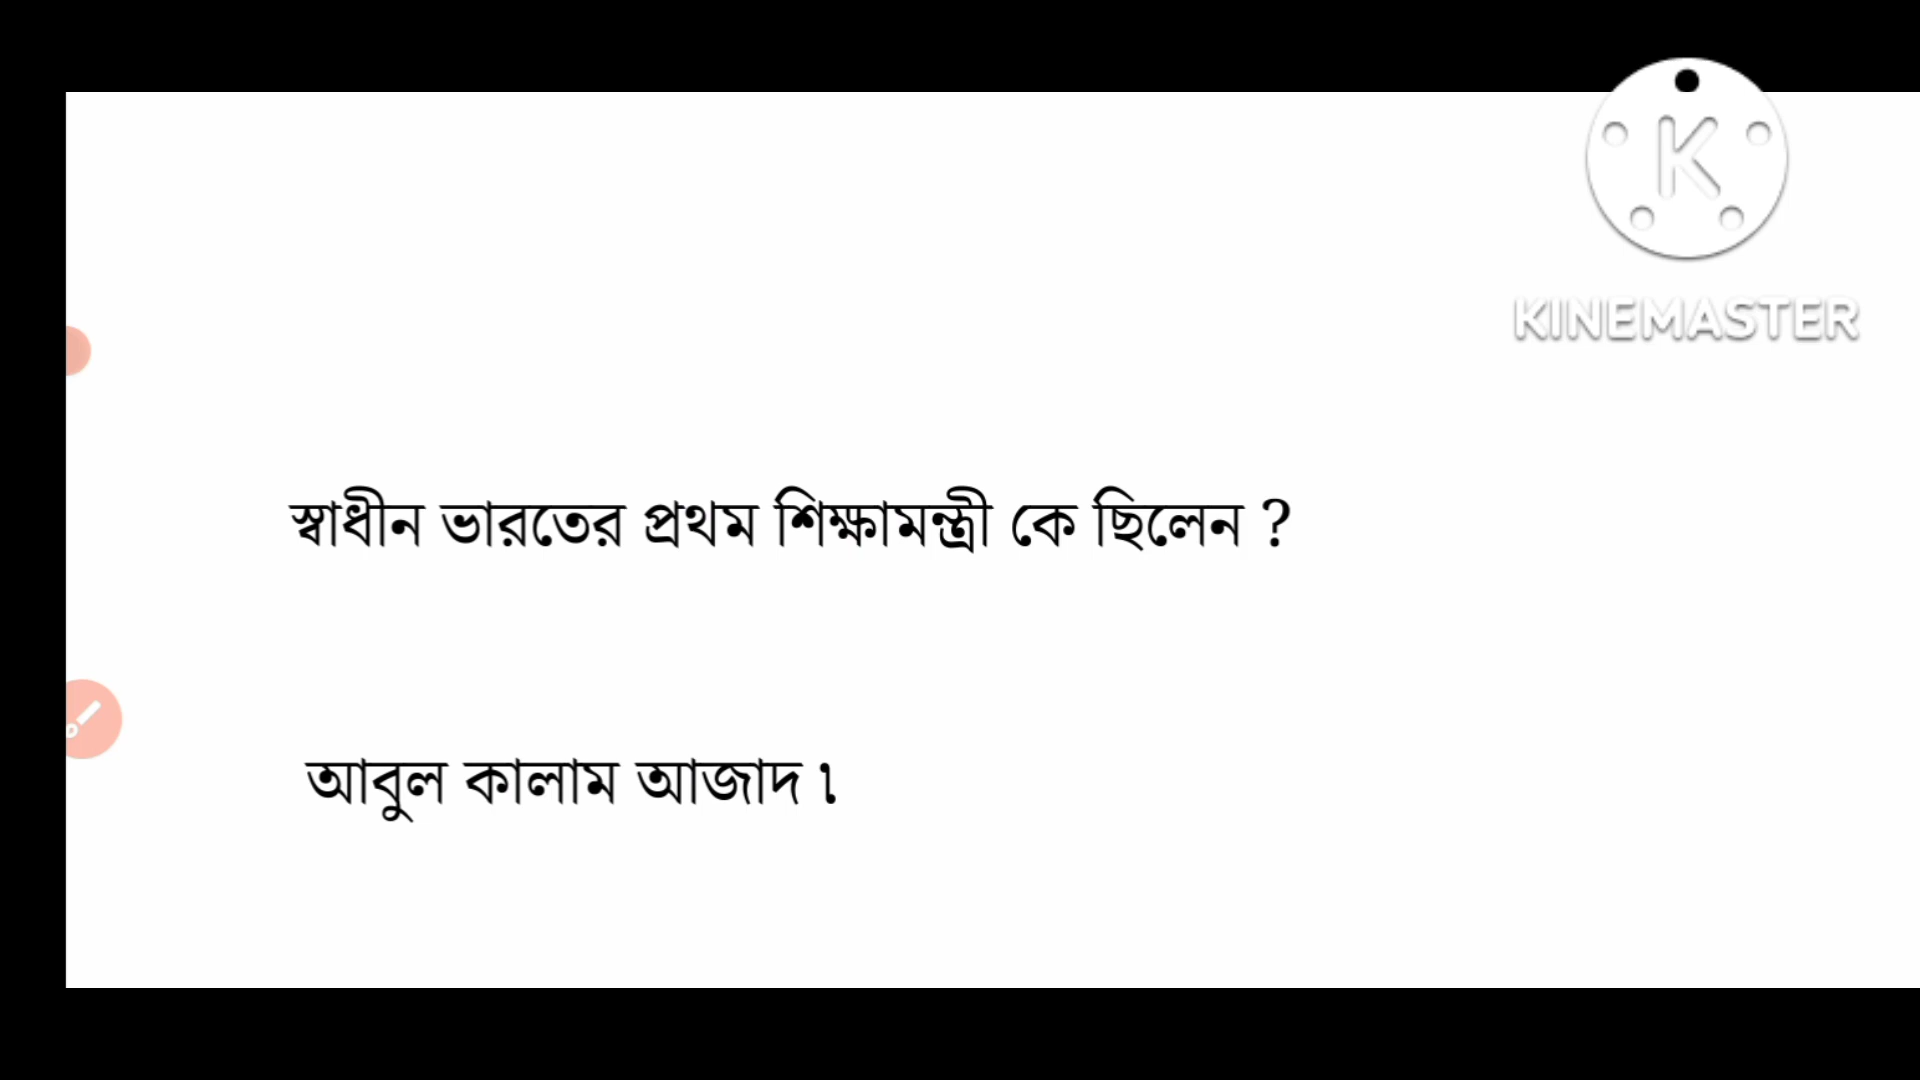 K
KINEMASTER
স্বাধীন ভারতের প্রথম শিক্ষামন্ত্রী কে ছিলেন ?
আবুল কালাম আজাদ ৷